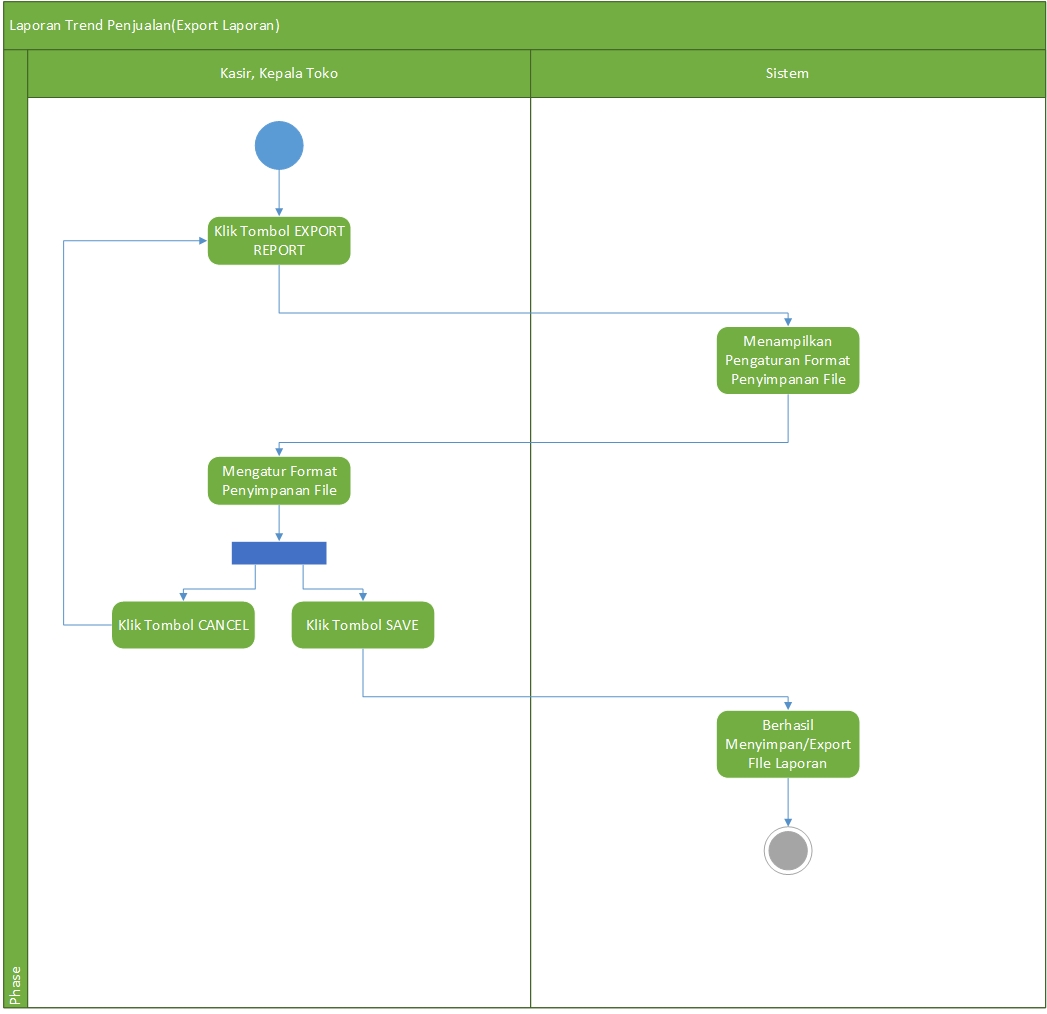 Laporan Trend Penjualan(Export Laporan)
Kasir, Kepala Toko
Sistem
Klik Tombol EXPORT
REPORT
Menampilkan
Pengaturan Format
Penyimpanan File
Mengatur Format
Penyimpanan File
Klik Tombol CANCEL
Klik Tombol SAVE
Berhasil
Menyimpan/Export
FIle Laporan
Phase